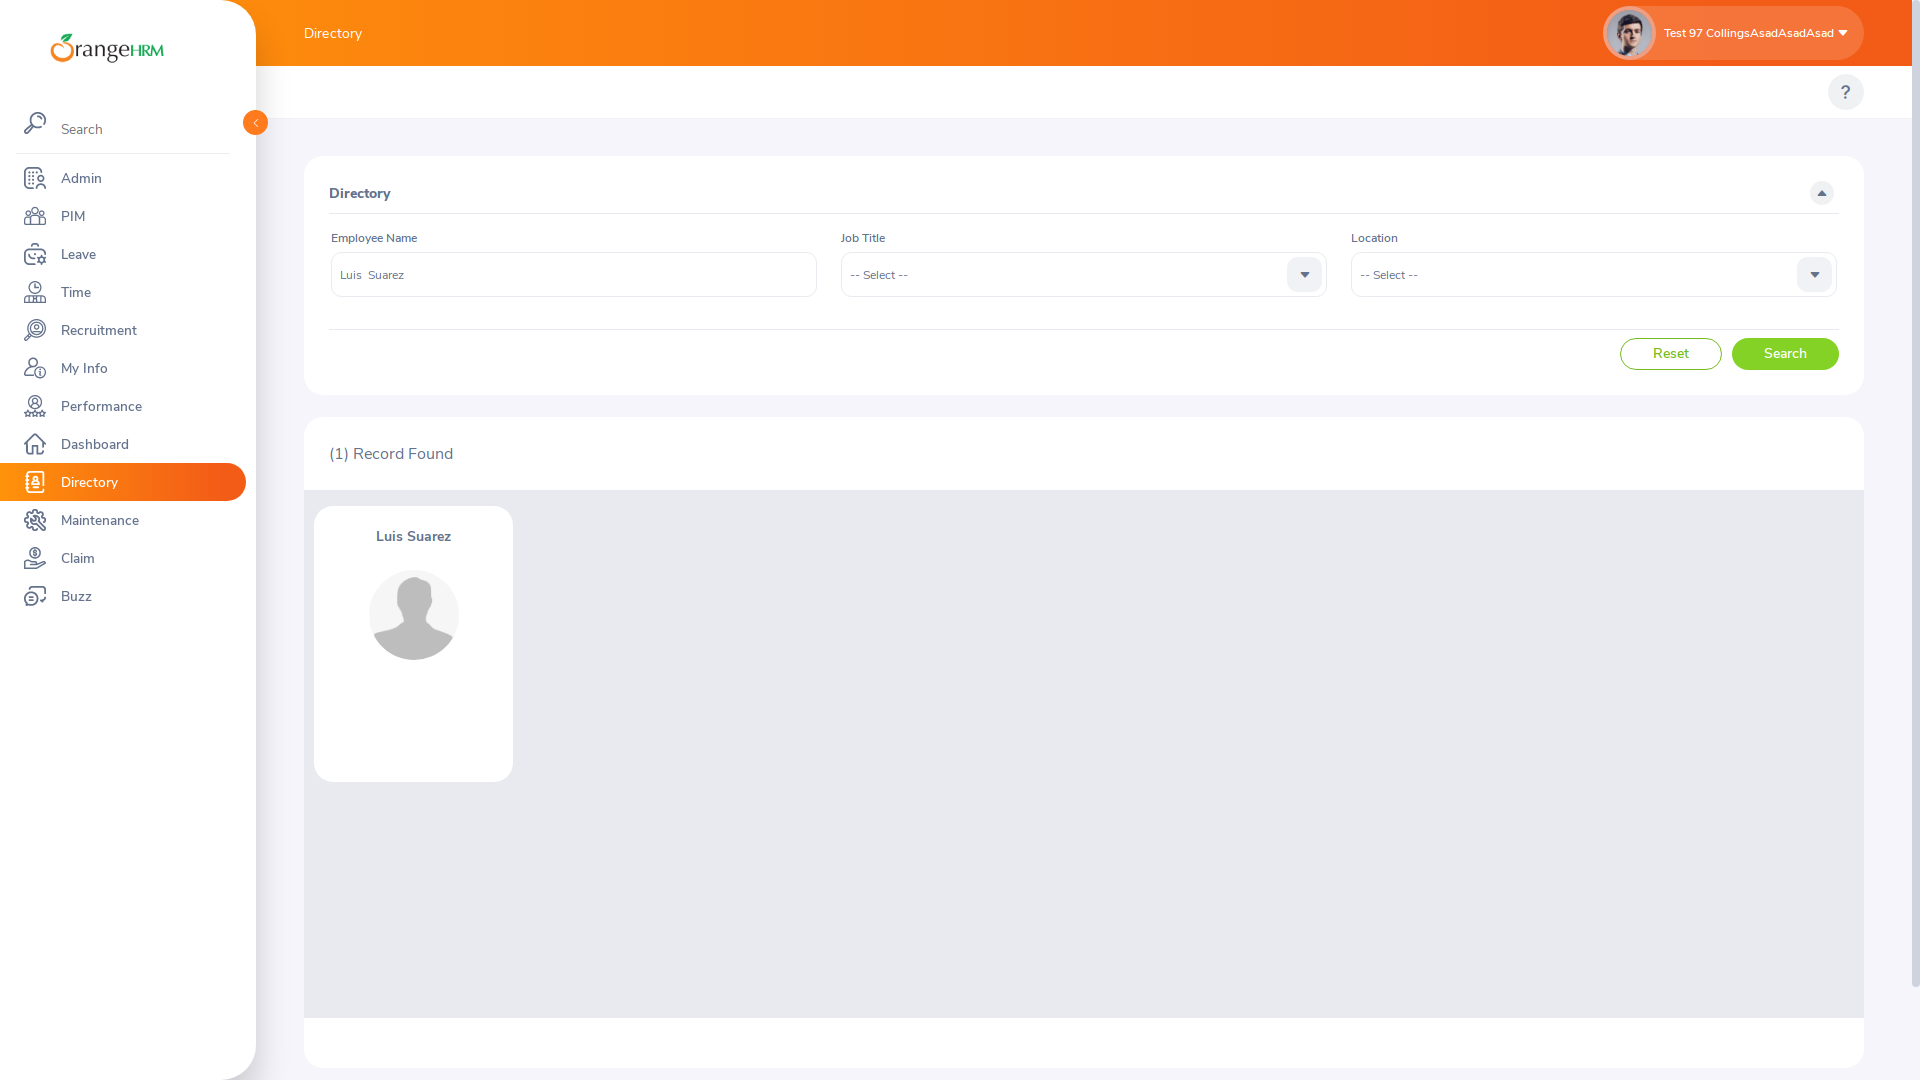 OrangeHRM
Search
Admin
PIM
Leave
Time
Recruitment
My Info
Performance
Dashboard
Directory
Maintenance
Claim
Buzz
Directory
Test 97 CollingsAsadAsadAsad
?
Directory
Employee Name
Job Title
Location
Luis  Suarez
-- Select --
-- Select --
Reset
Search
(1) Record Found
Luis Suarez